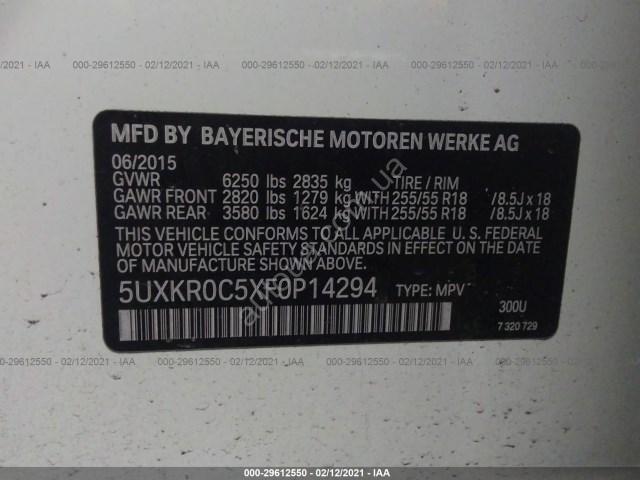 02/12/2021 - IAA 000-29612550 - 02/12/2021 - IAA 000-29612550 - 02/12/2021 - IAA 000-29612550 - 02/12/2021
MFD BY BAYERISCHE MOTOREN WERKE AG
06/2015
GVWR 6250 lbs 2835 kg TIRE / RIM
GAWR FRONT 2820 lbs 1279 kg WITH 255/55 R18 /8.5J x 18
GAWR REAR 3580 lbs 1624 kg WITH 255/55 R18 /8.5J x 18
THIS VEHICLE CONFORMS TO ALL APPLICABLE U. S. FEDERAL
MOTOR VEHICLE SAFETY STANDARDS IN EFFECT ON THE
DATE OF MANUFACTURE SHOWN ABOVE.
5UXKR0C5XF0P14294 TYPE: MPV
300U
7 320 729
02/12/2021 - IAA 000-29612550 - 02/12/2021 - IAA 000-29612550 - 02/12/2021 - IAA 000-29612550 - 02/12/2021
000-29612550 - 02/12/2021 - IAA